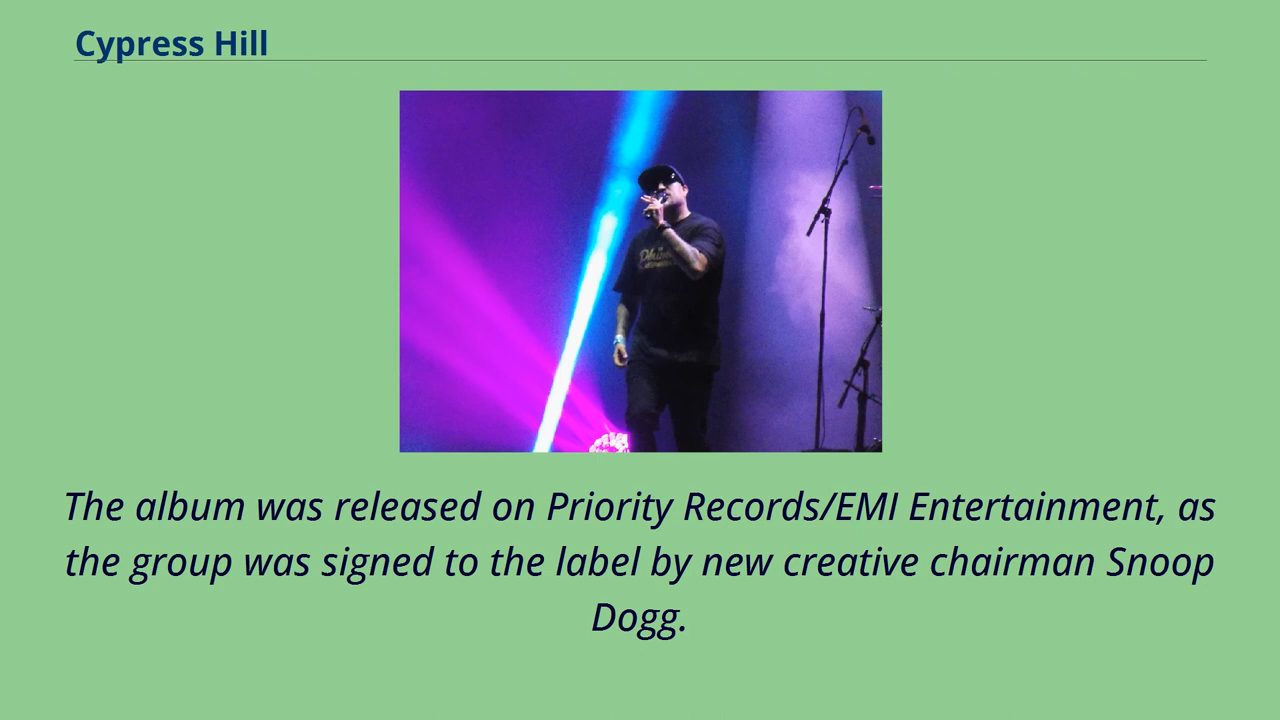 Cypress Hill
The album was released on Priority Records/EMI Entertainment, as
the group was signed to the label by new creative chairman Snoop
Dogg.